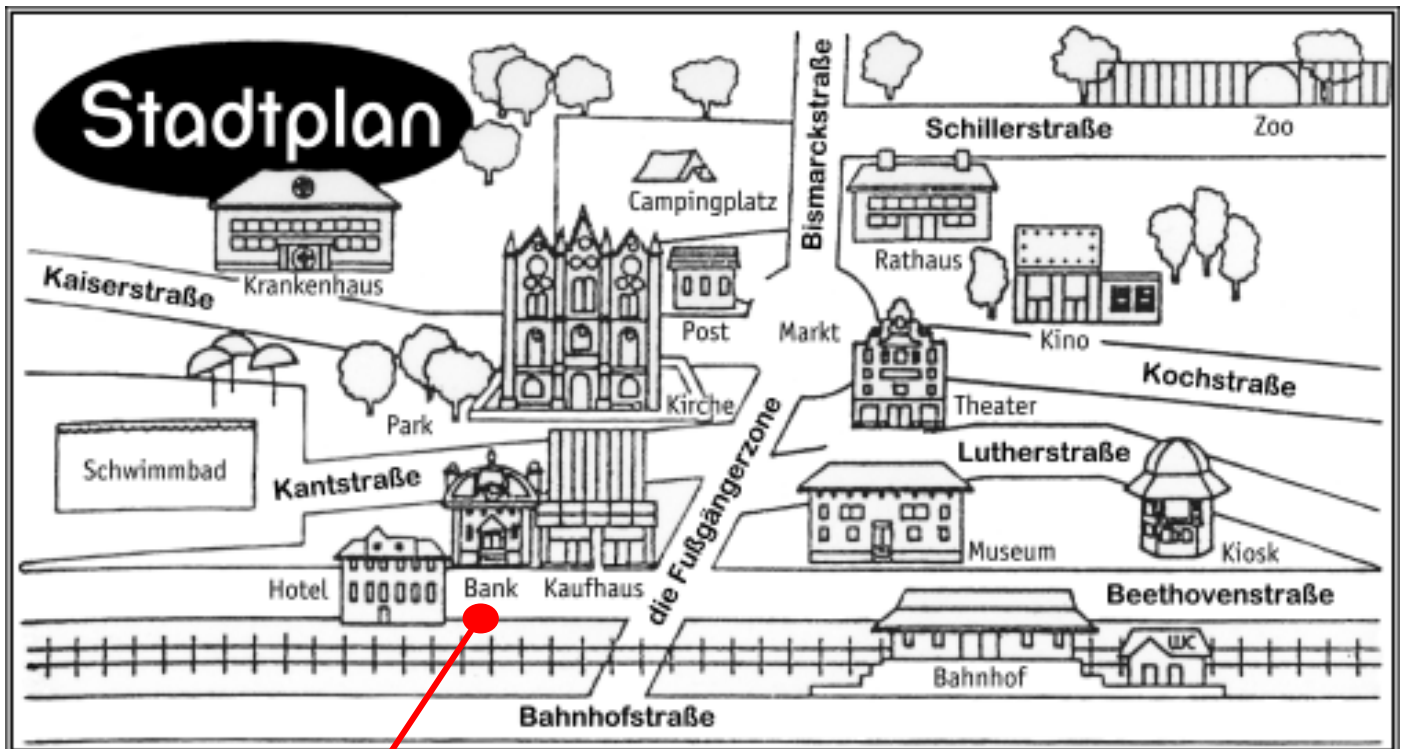 Stadtplan
Bismarckstraße
Schillerstraße
Zoo
Campingplatz
Rathaus
Kaiserstraße
Krankenhaus
Post
Markt
Kino
Kochstraße
Kirche
Theater
Park
die Fußgängerzone
Lutherstraße
Schwimmbad
Kantstraße
Museum
Kiosk
Hotel
Bank
Kaufhaus
Beethovenstraße
WC
Bahnhof
Bahnhofstraße